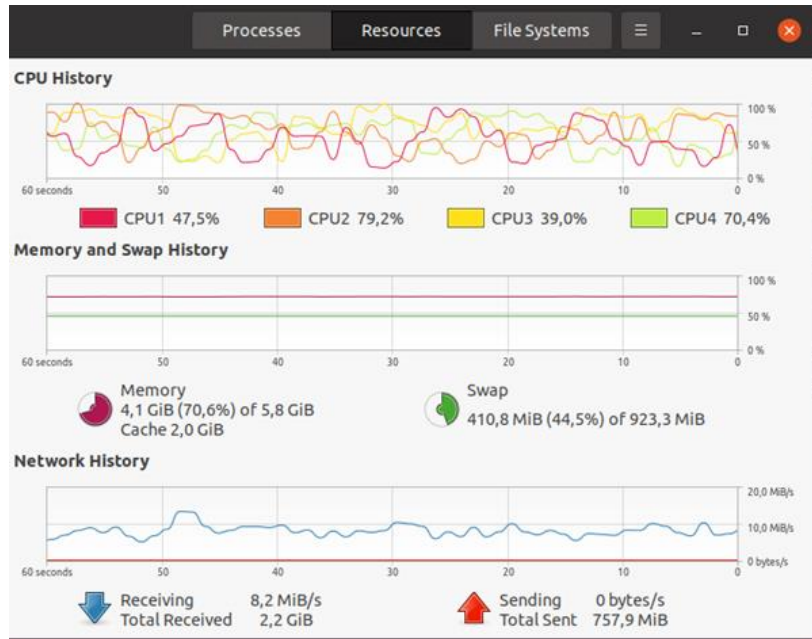 Processes Resources File Systems
CPU History
100 %
50 %
0 %
60 seconds 50 40 30 20 10 0
CPU1 47,5% CPU2 79,2% CPU3 39,0% CPU4 70,4%
Memory and Swap History
100 %
50 %
0 %
60 seconds 50 40 30 20 10 0
Memory
4,1 GiB (70,6%) of 5,8 GiB
Cache 2,0 GiB
Swap
410,8 MiB (44,5%) of 923,3 MiB
Network History
20,0 MiB/s
10,0 MiB/s
0 bytes/s
60 seconds 50 40 30 20 10 0
Receiving 8,2 MiB/s
Total Received 2,2 GiB
Sending 0 bytes/s
Total Sent 757,9 MiB